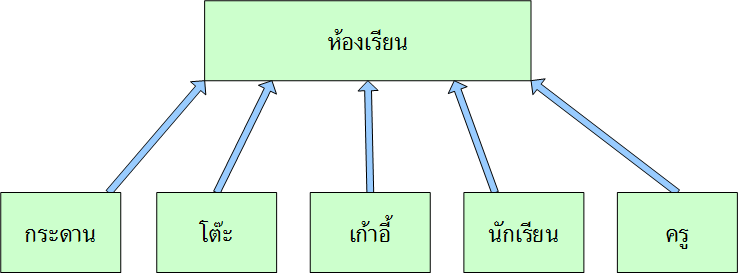 ห้องเรียน
กระดาน
โต๊ะ
เก้าอี้
นักเรียน
ครู